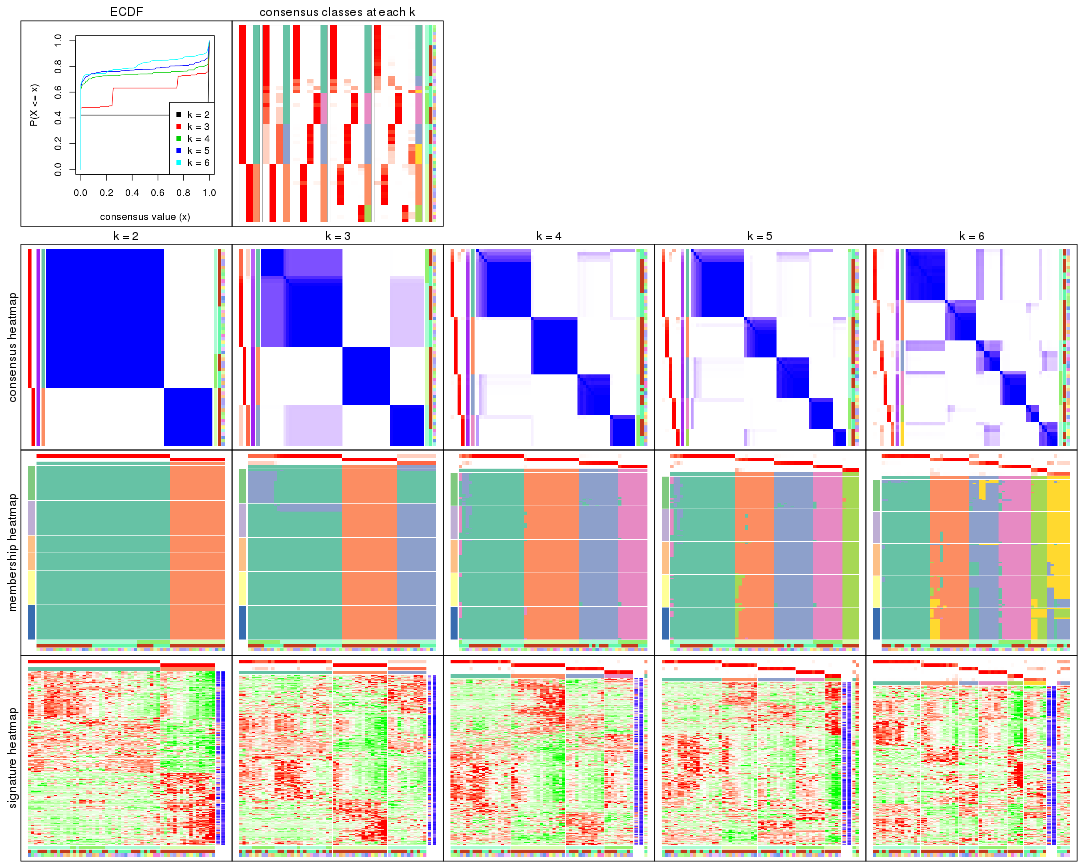 ECDF
consensus classes at each k
P(X <= x)
0.0 0.2 0.4 0.6 0.8 1.0
k = 2
k = 3
k = 4
k = 5
k = 6
0.0 0.2 0.4 0.6 0.8 1.0
consensus value (x)
k = 2 k = 3 k = 4 k = 5 k = 6
consensus heatmap
membership heatmap
signature heatmap